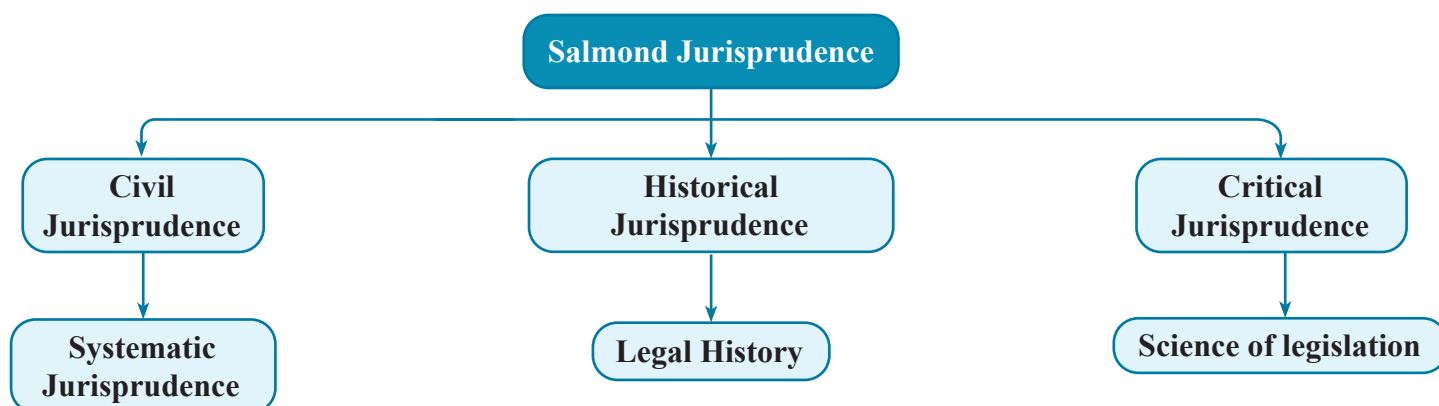 Salmond Jurisprudence
Civil
Jurisprudence
Historical
Jurisprudence
Critical
Jurisprudence
Systematic
Jurisprudence
Legal History
Science of legislation